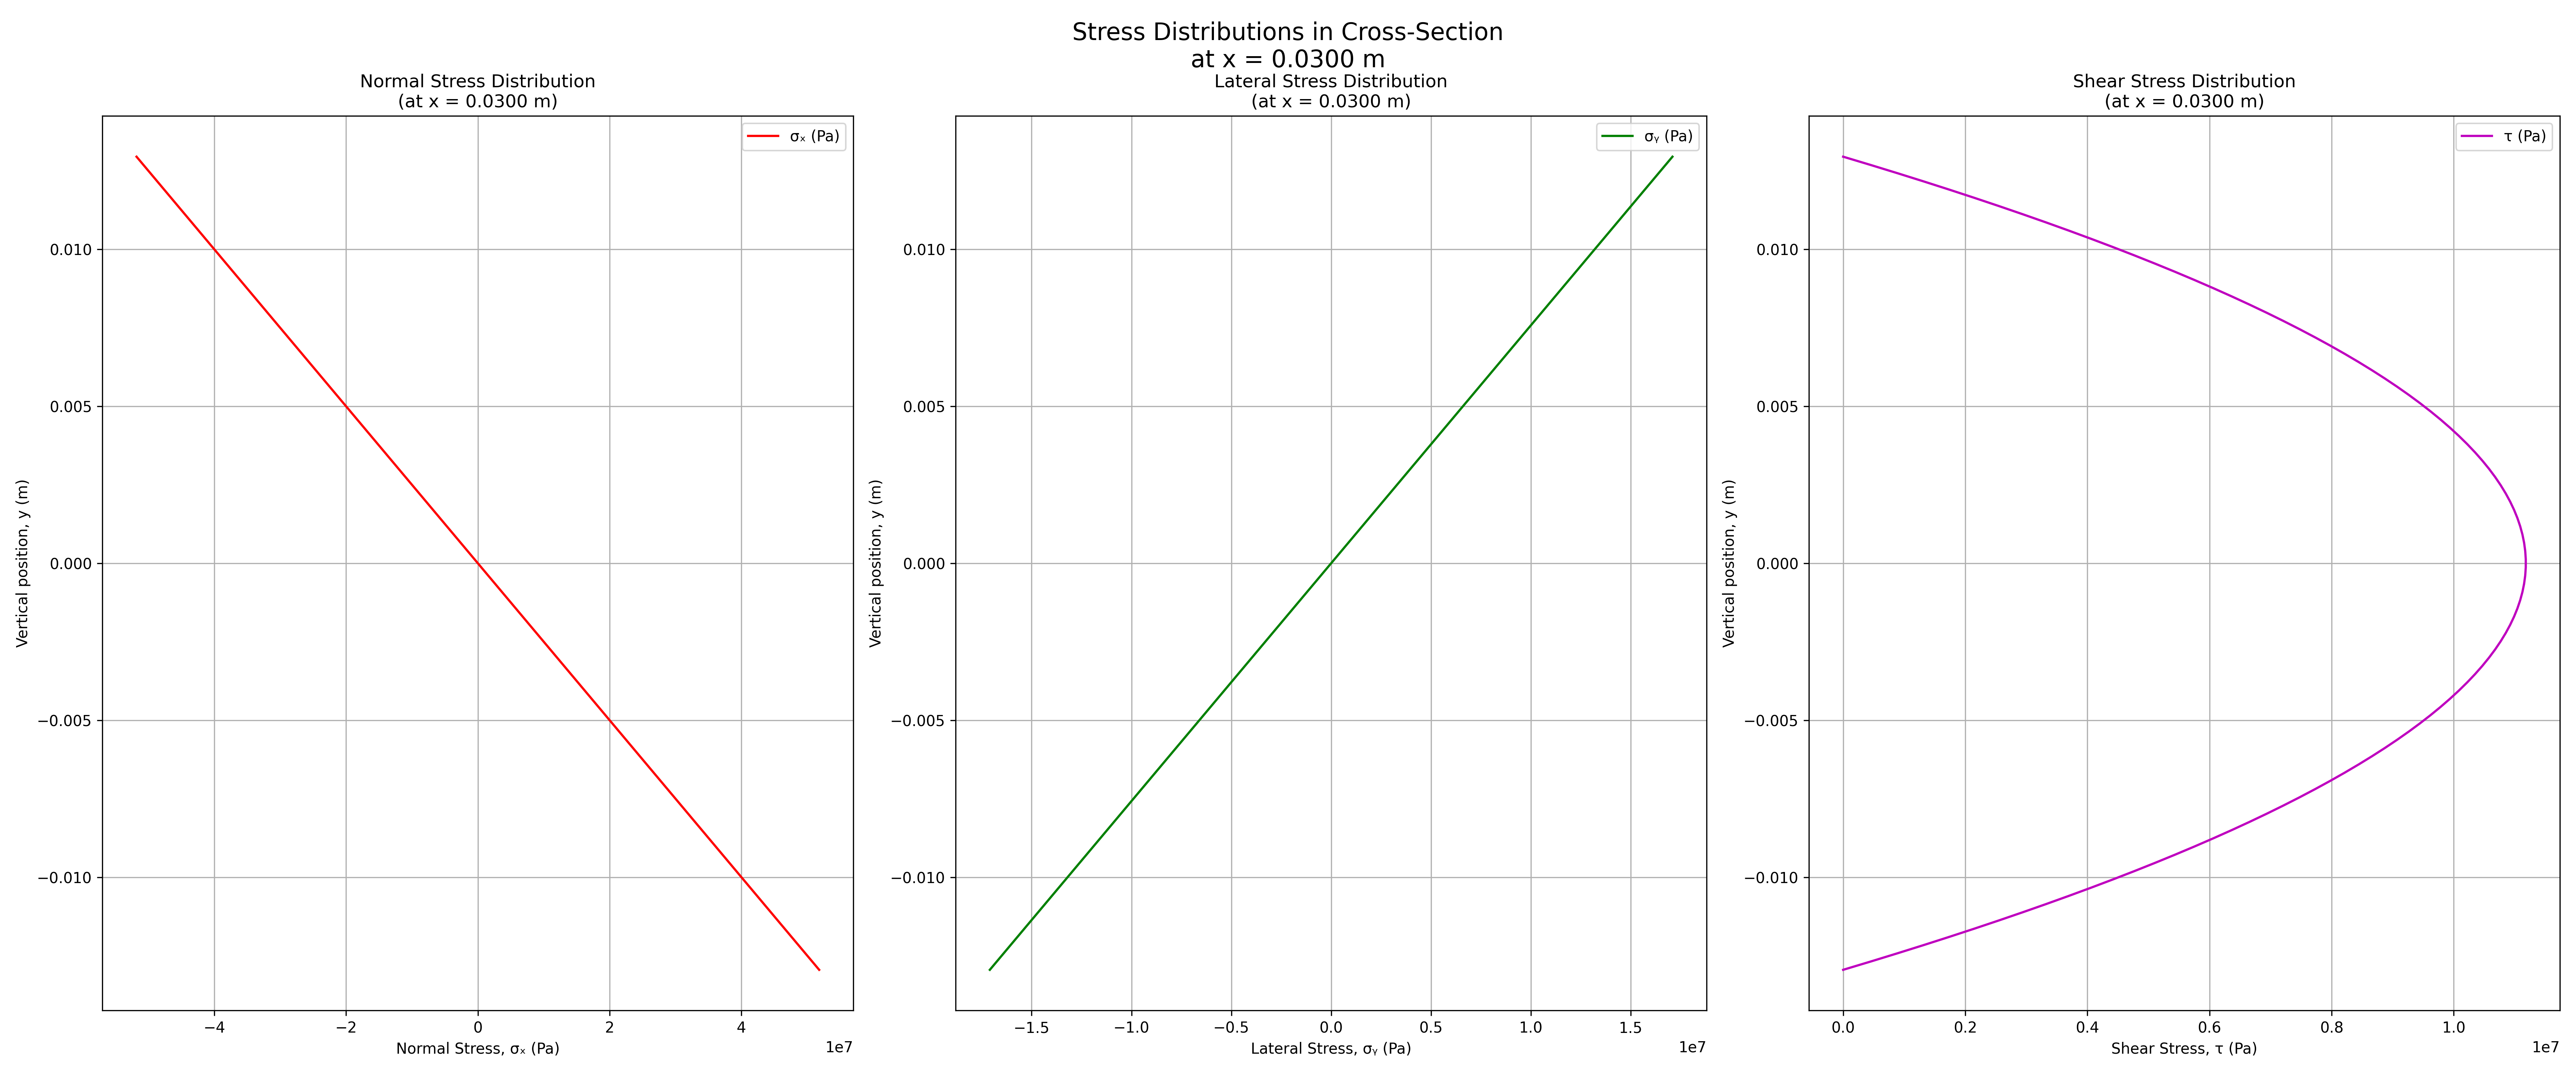 Stress Distributions in Cross-Section
at x = 0.0300 m
Normal Stress Distribution
(at x = 0.0300 m)
σₓ (Pa)
0.010
0.005
0.000
−0.005
−0.010
Vertical position, y (m)
−4
−2
0
2
4
1e7
Normal Stress, σₓ (Pa)
Lateral Stress Distribution
(at x = 0.0300 m)
σᵧ (Pa)
0.010
0.005
0.000
−0.005
−0.010
Vertical position, y (m)
−1.5
−1.0
−0.5
0.0
0.5
1.0
1.5
1e7
Lateral Stress, σᵧ (Pa)
Shear Stress Distribution
(at x = 0.0300 m)
τ (Pa)
0.010
0.005
0.000
−0.005
−0.010
Vertical position, y (m)
0.0
0.2
0.4
0.6
0.8
1.0
1e7
Shear Stress, τ (Pa)